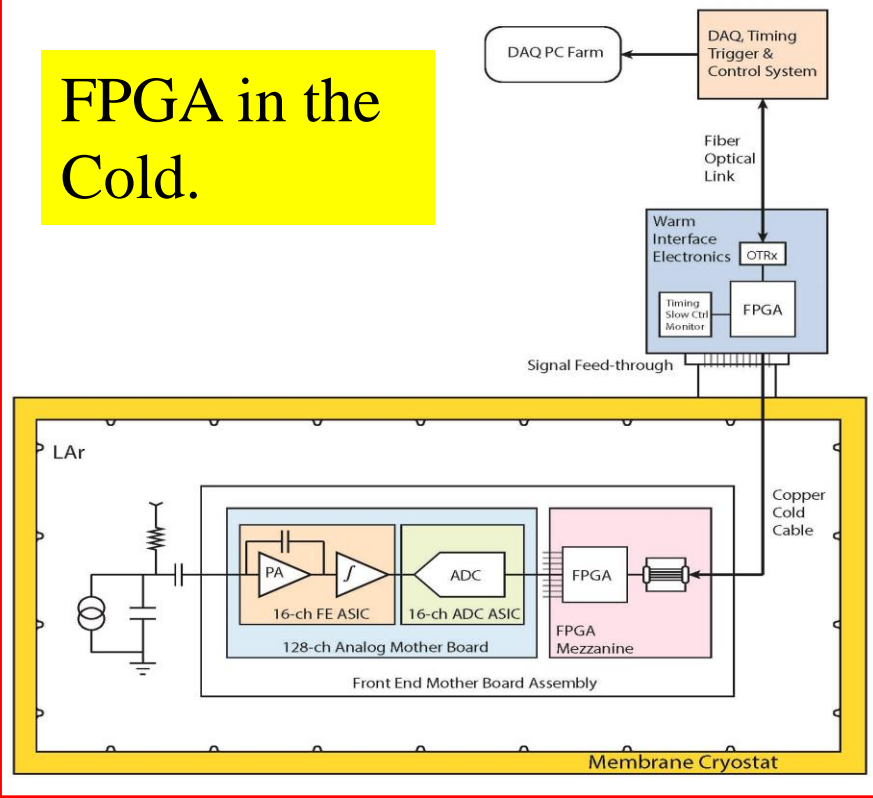 FPGA in the
Cold.
DAQ PC Farm
DAQ, Timing
Trigger &
Control System
Fiber
Optical
Link
Warm
Interface
Electronics
OTRx
Timing
Slow Ctrl
Monitor
FPGA
Signal Feed-through
LAr
Copper
Cold
Cable
PA
∫
ADC
FPGA
16-ch FE ASIC
16-ch ADC ASIC
128-ch Analog Mother Board
FPGA
Mezzanine
Front End Mother Board Assembly
Membrane Cryostat